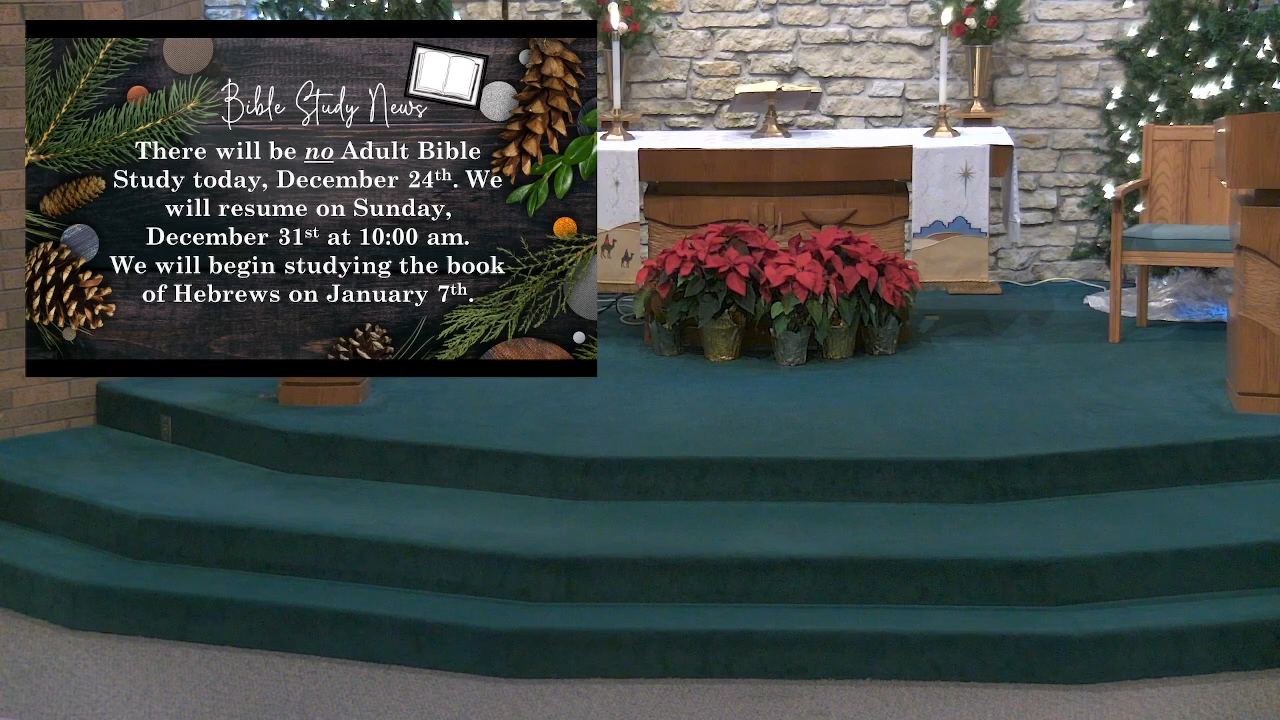 Bible Study News
There will be no Adult Bible
Study today, December 24th. We
will resume on Sunday,
December 31st at 10:00 am.
We will begin studying the book
of Hebrews on January 7th.